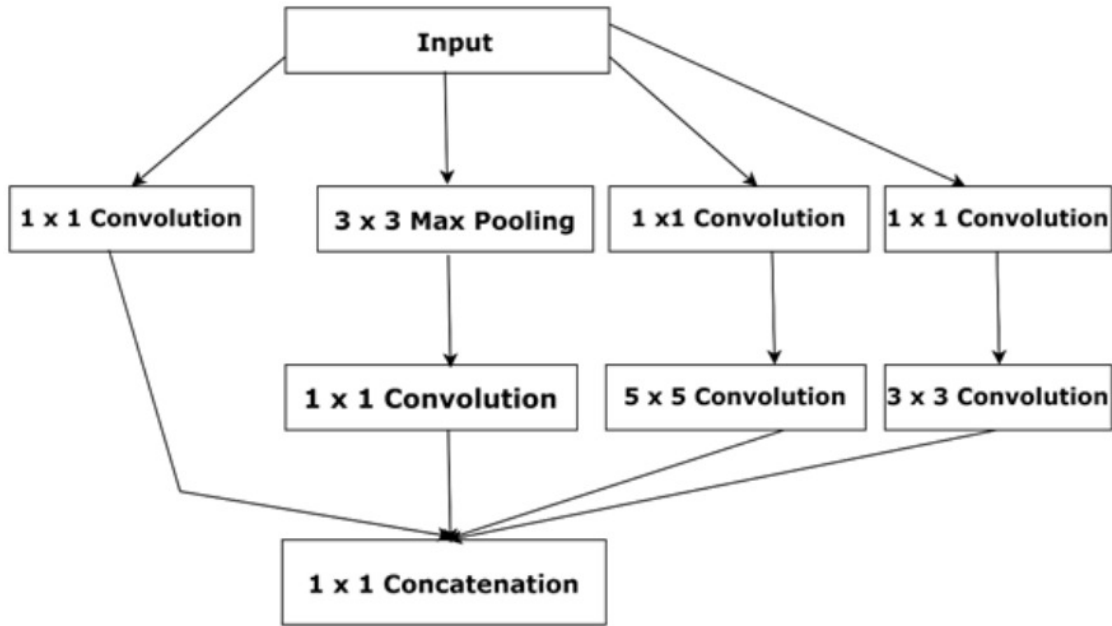 Input
1 x 1 Convolution
3 x 3 Max Pooling
1 x1 Convolution
1 x 1 Convolution
1 x 1 Convolution
5 x 5 Convolution
3 x 3 Convolution
1 x 1 Concatenation